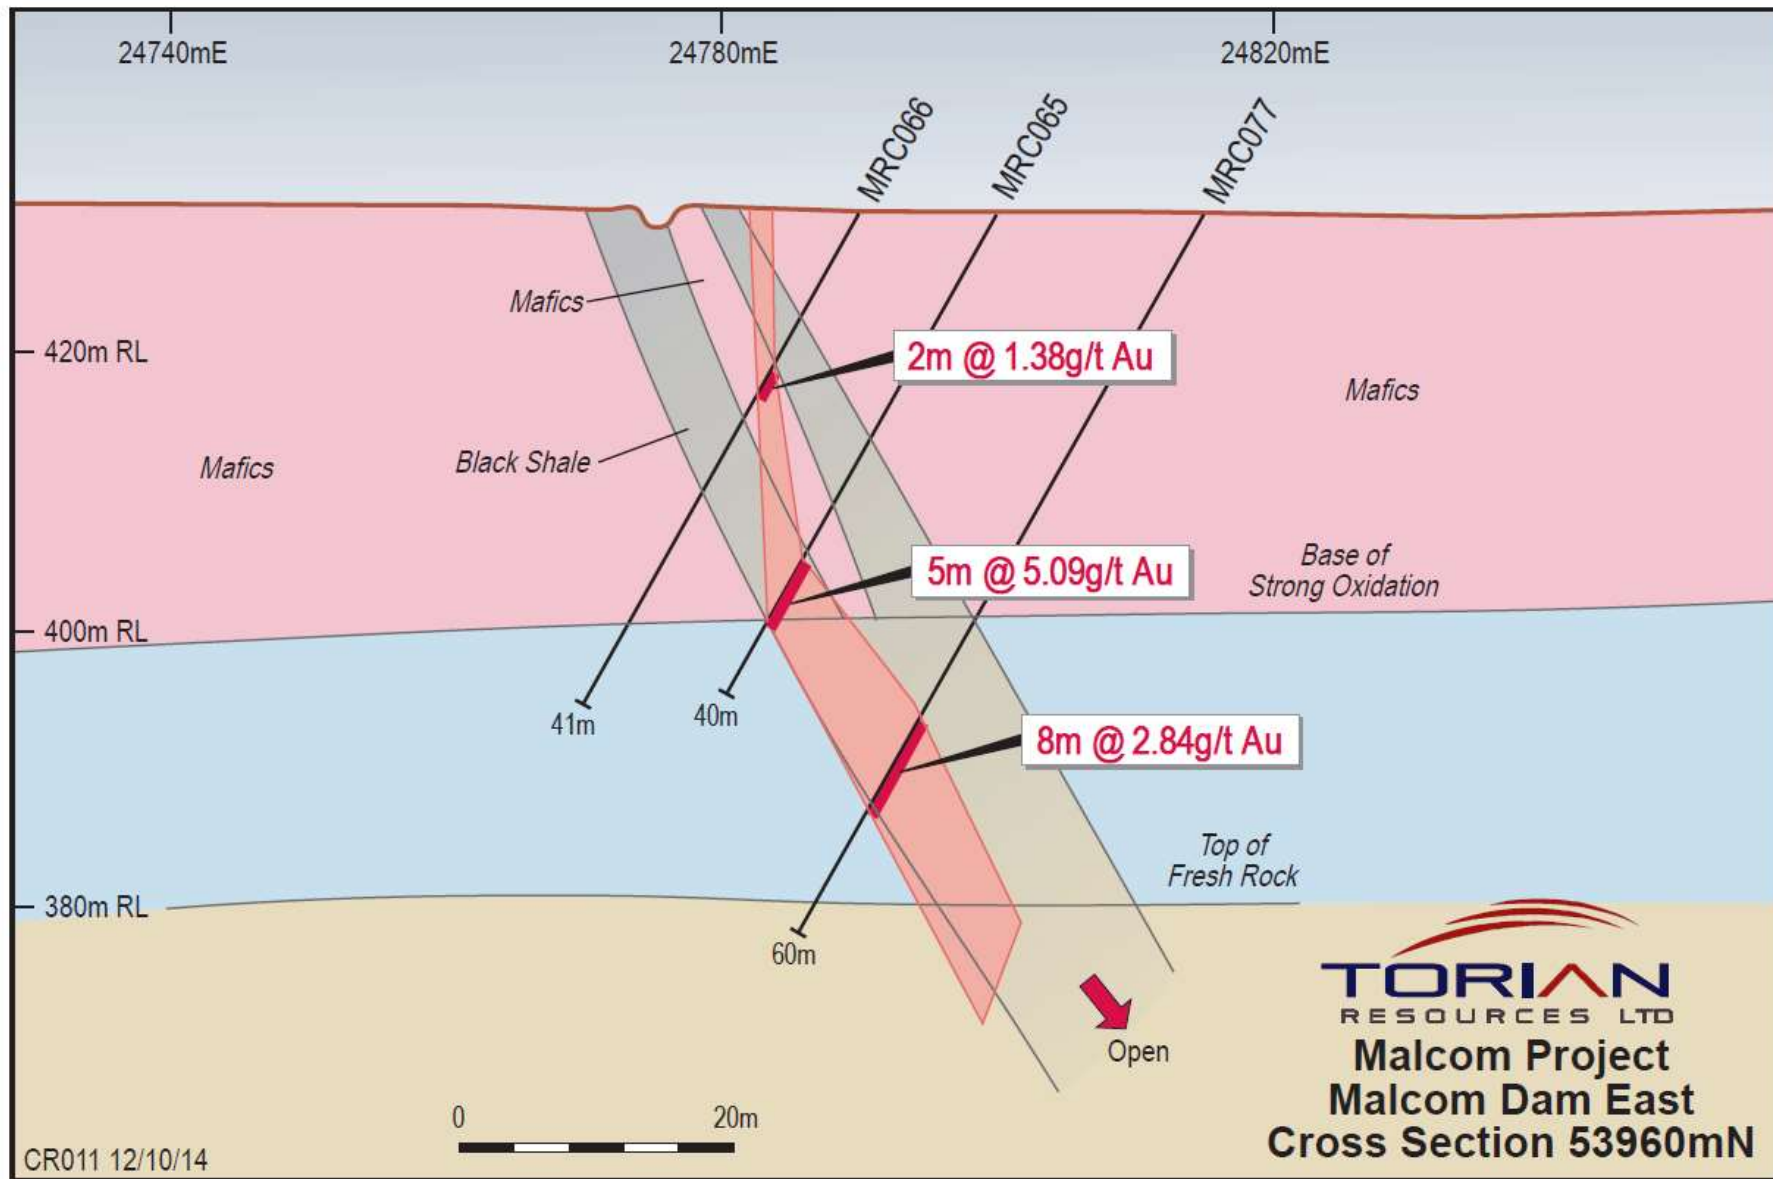 24740mE
24780mE
24820mE
MRC066
MRC065
MRC077
Mafics
420m RL
2m @ 1.38g/t Au
Mafics
Black Shale
Mafics
5m @ 5.09g/t Au
Base of
Strong Oxidation
400m RL
41m
40m
8m @ 2.84g/t Au
Top of
Fresh Rock
380m RL
60m
Open
TORIAN
RESOURCES LTD
Malcom Project
Malcom Dam East
Cross Section 53960mN
0
20m
CR011 12/10/14